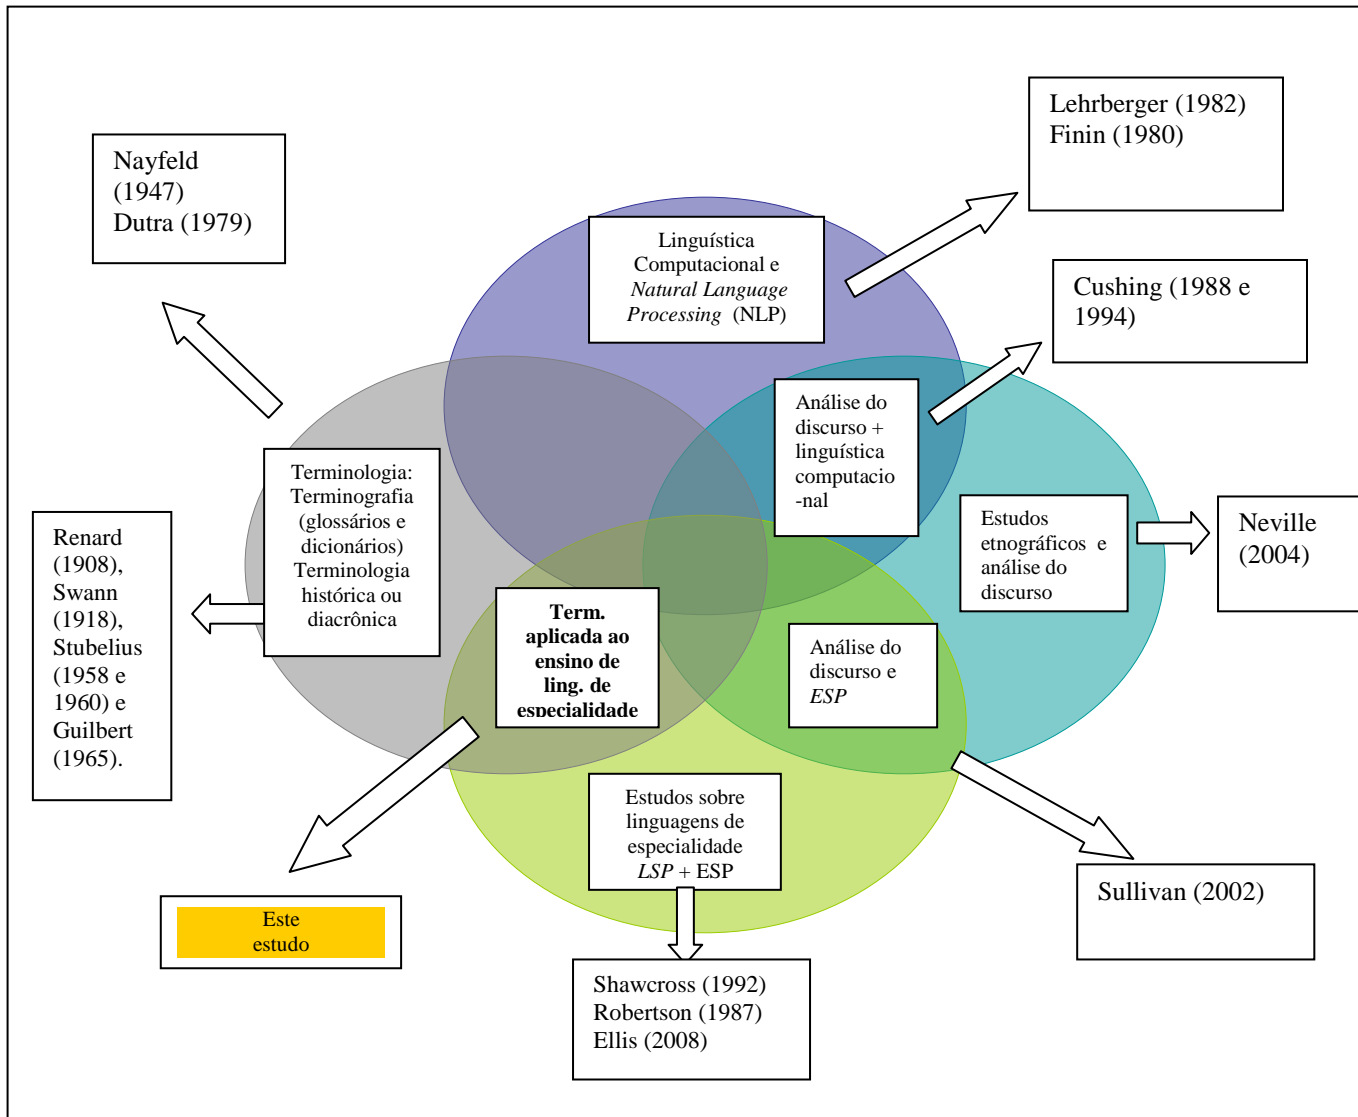 Lehrberger (1982)
Finin (1980)
Nayfeld
(1947)
Dutra (1979)
Linguística
Computacional e
Natural Language
Processing (NLP)
Cushing (1988 e
1994)
Análise do
discurso +
linguística
computacio
-nal
Terminologia:
Terminografia
(glossários e
dicionários)
Terminologia
histórica ou
diacrônica
Estudos
etnográficos e
análise do
discurso
Neville
(2004)
Renard
(1908),
Swann
(1918),
Stubelius
(1958 e
1960) e
Guilbert
(1965).
Term.
aplicada ao
ensino de
ling. de
especialidade
Análise do
discurso e
ESP
Estudos sobre
linguagens de
especialidade
LSP + ESP
Sullivan (2002)
Este
estudo
Shawcross (1992)
Robertson (1987)
Ellis (2008)